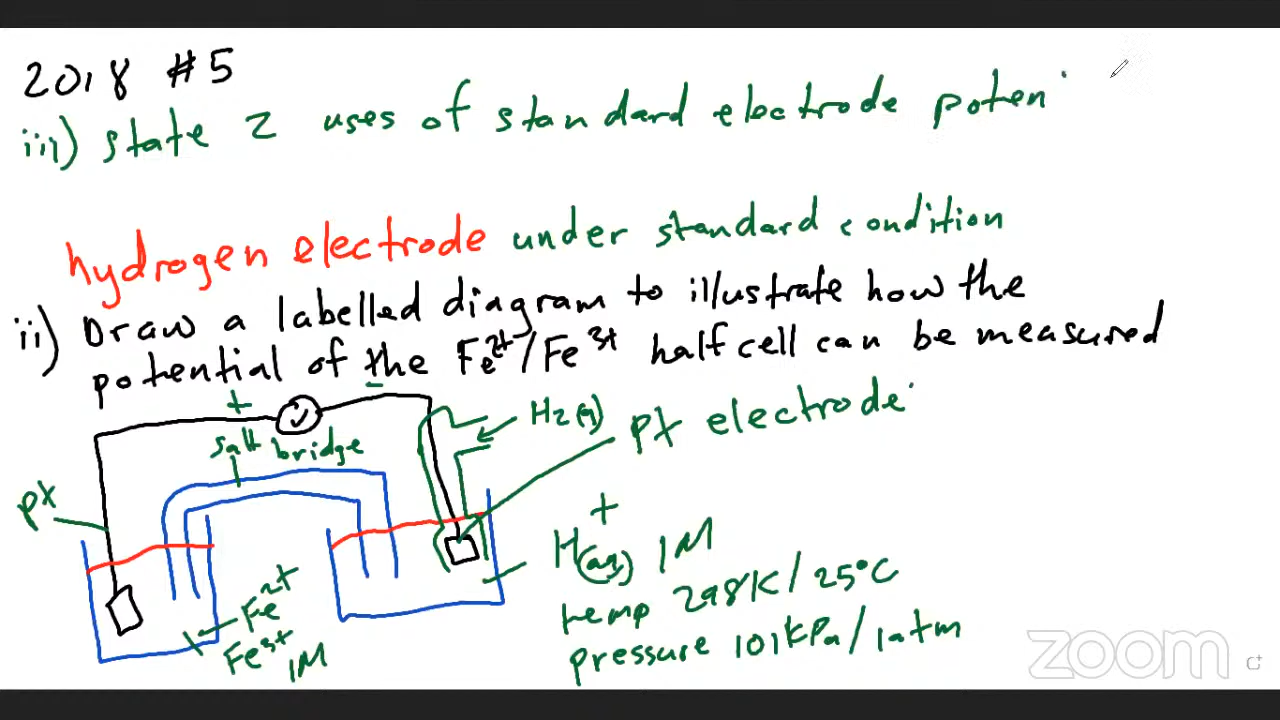 2018 #5
iii) state 2 uses of standard electrode poten
hydrogen electrode under standard condition
ii) Draw a labelled diagram to illustrate how the
potential of the Fe²⁺/Fe³⁺ half cell can be measured
+
-
V
H2(g)
pt electrode
salt bridge
pt
H⁺(aq) 1M
Fe²⁺
Fe³⁺
1M
temp 298K/25°C
pressure 101kPa/1atm
zoom